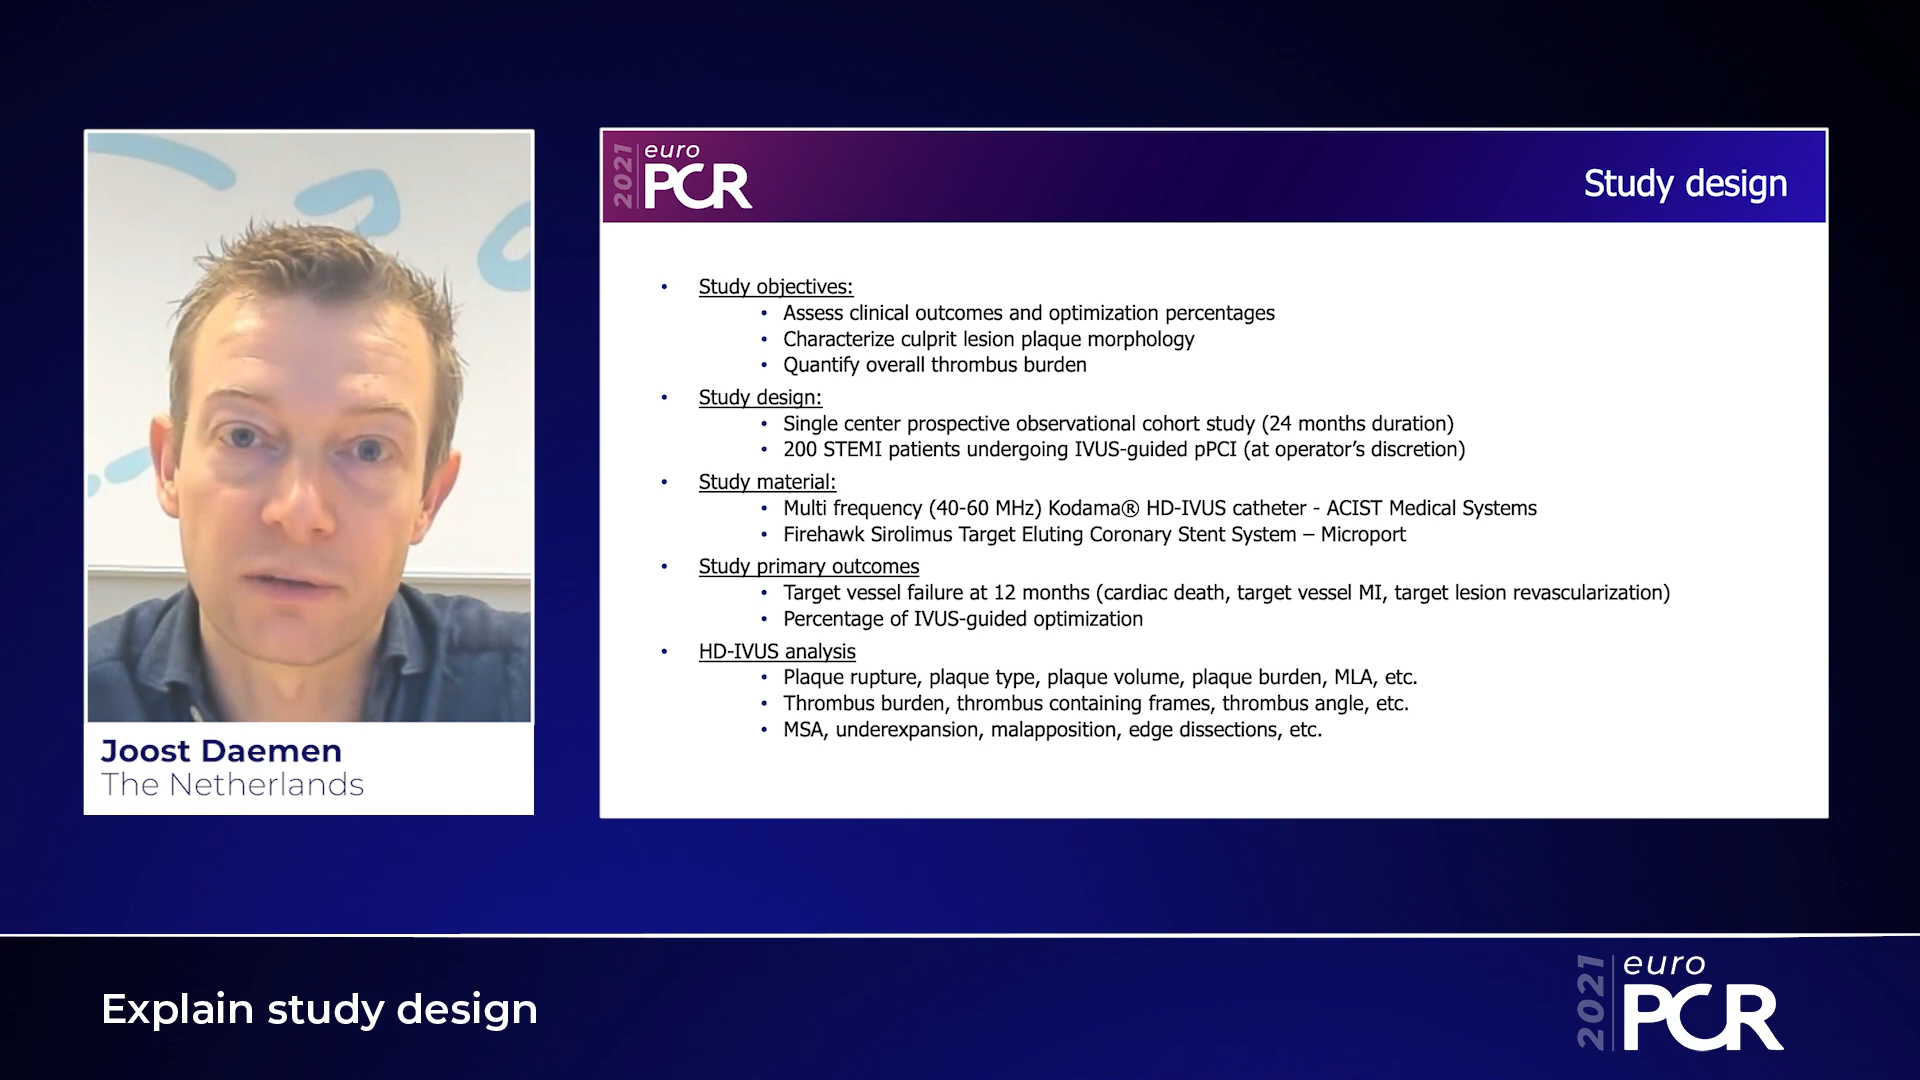 2021
euro
PCR
Study design
• Study objectives:
• Assess clinical outcomes and optimization percentages
• Characterize culprit lesion plaque morphology
• Quantify overall thrombus burden
• Study design:
• Single center prospective observational cohort study (24 months duration)
• 200 STEMI patients undergoing IVUS-guided pPCI (at operator's discretion)
• Study material:
• Multi frequency (40-60 MHz) Kodama® HD-IVUS catheter - ACIST Medical Systems
• Firehawk Sirolimus Target Eluting Coronary Stent System – Microport
• Study primary outcomes
• Target vessel failure at 12 months (cardiac death, target vessel MI, target lesion revascularization)
• Percentage of IVUS-guided optimization
• HD-IVUS analysis
• Plaque rupture, plaque type, plaque volume, plaque burden, MLA, etc.
• Thrombus burden, thrombus containing frames, thrombus angle, etc.
• MSA, underexpansion, malapposition, edge dissections, etc.
Joost Daemen
The Netherlands
Explain study design
2021
euro
PCR